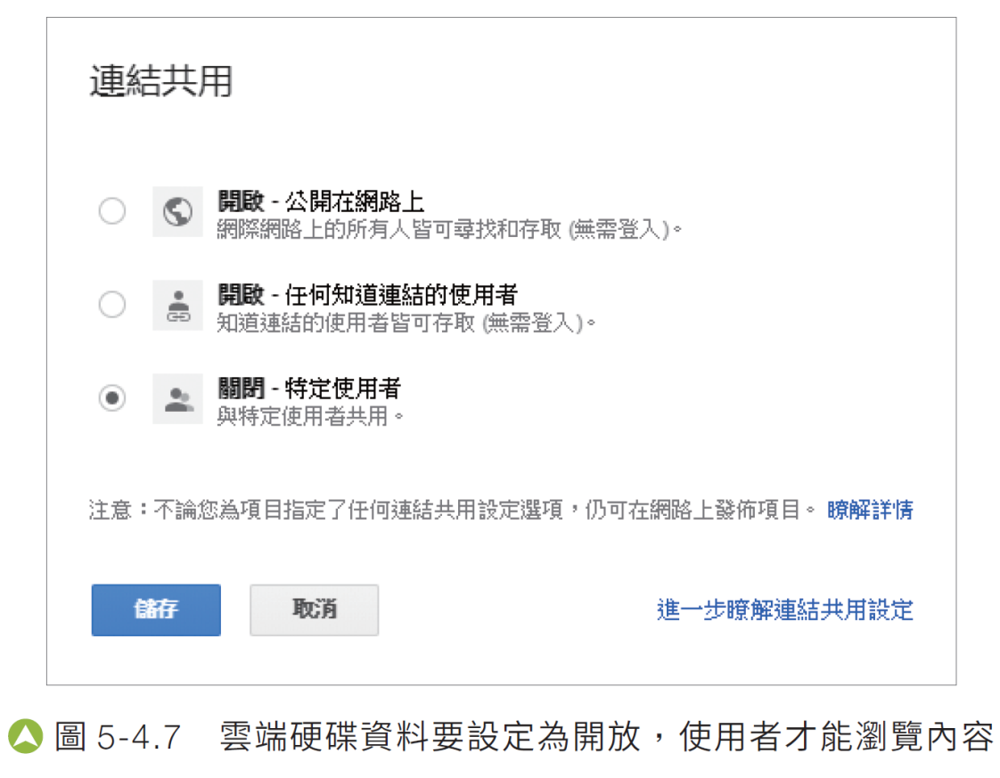 連結共用
開啟 - 公開在網路上
網際網路上的所有人皆可尋找和存取 (無需登入)。
開啟 - 任何知道連結的使用者
知道連結的使用者皆可存取 (無需登入)。
關閉 - 特定使用者
與特定使用者共用。
注意：不論您為項目指定了任何連結共用設定選項，仍可在網路上發佈項目。 瞭解詳情
儲存 取消 進一步瞭解連結共用設定
圖 5-4.7 雲端硬碟資料要設定為開放，使用者才能瀏覽內容